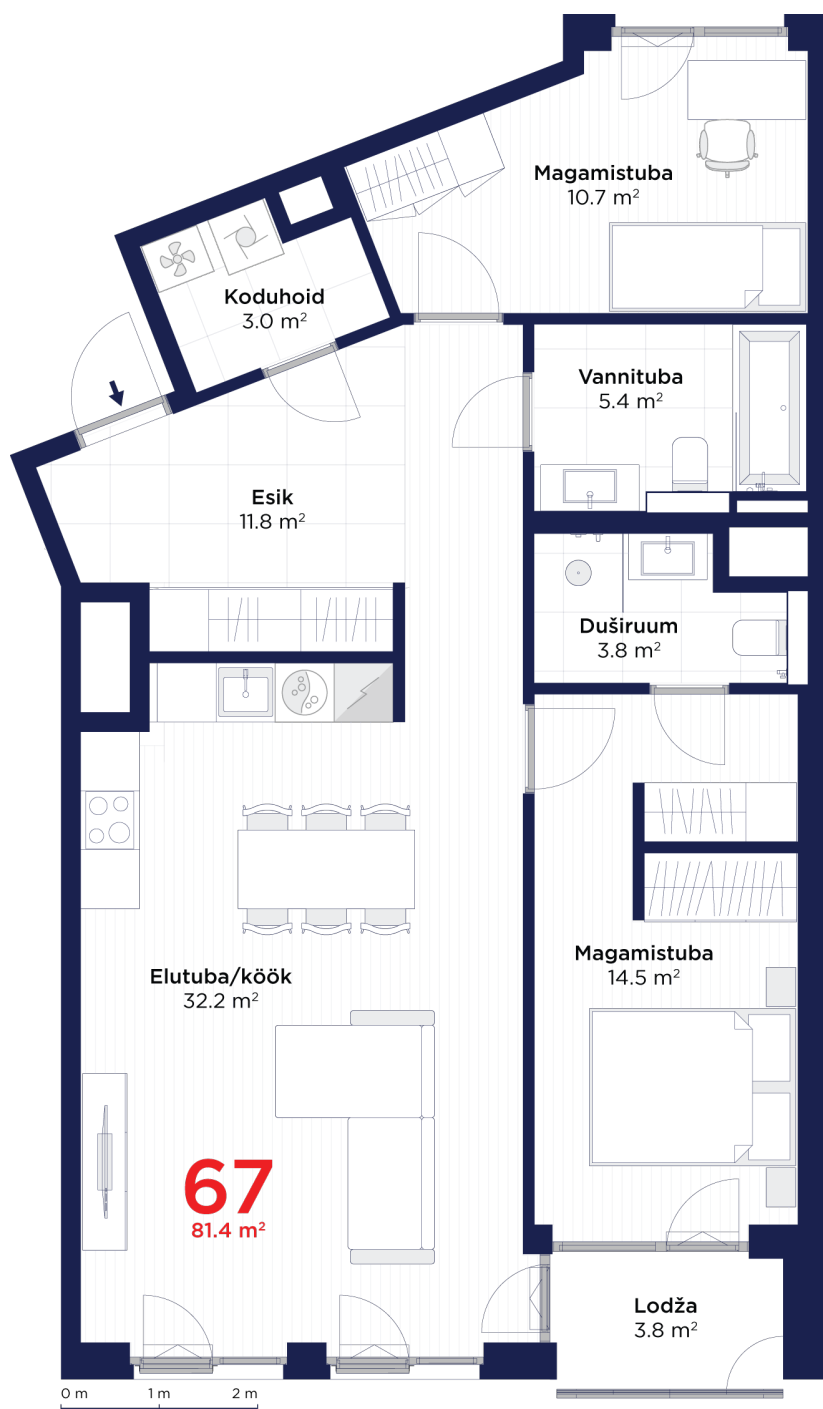 Magamistuba
10.7 m²
Koduhoid
3.0 m²
Vannituba
5.4 m²
Esik
11.8 m²
Duširuum
3.8 m²
Magamistuba
14.5 m²
Elutuba/köök
32.2 m²
67
81.4 m²
Lodža
3.8 m²
0 m 1 m 2 m